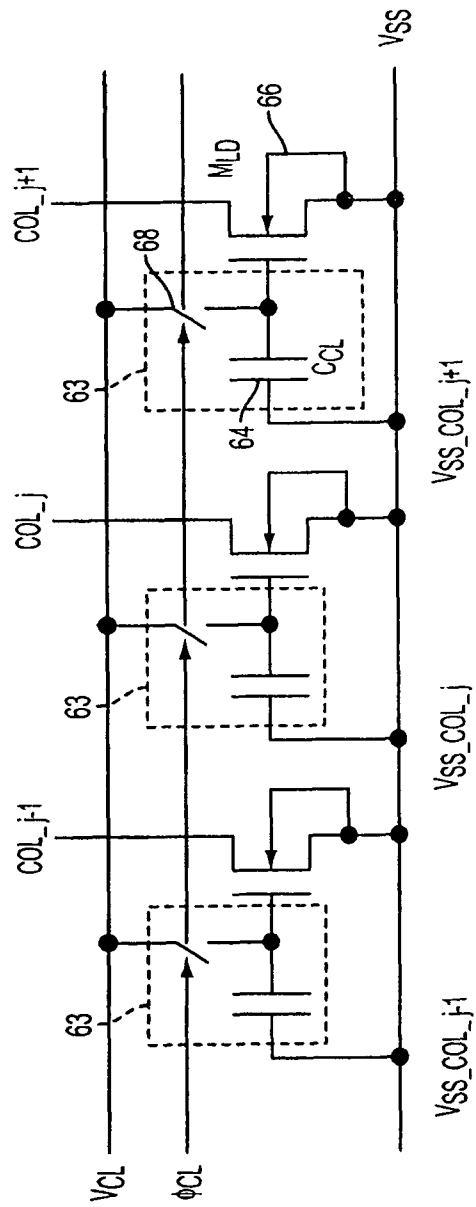 COL_j-1
COL_j
COL_j+1
VCL
63
63
63
68
ϕCL
MLD
66
64
CCL
VSS
VSS_COL_j-1
VSS_COL_j
VSS_COL_j+1